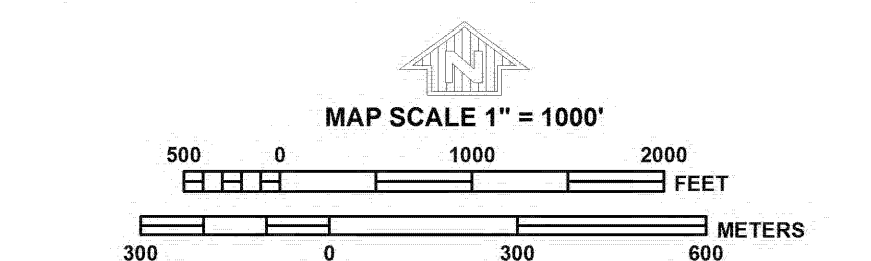 N
MAP SCALE 1" = 1000'
500 0 1000 2000
FEET
METERS
300 0 300 600